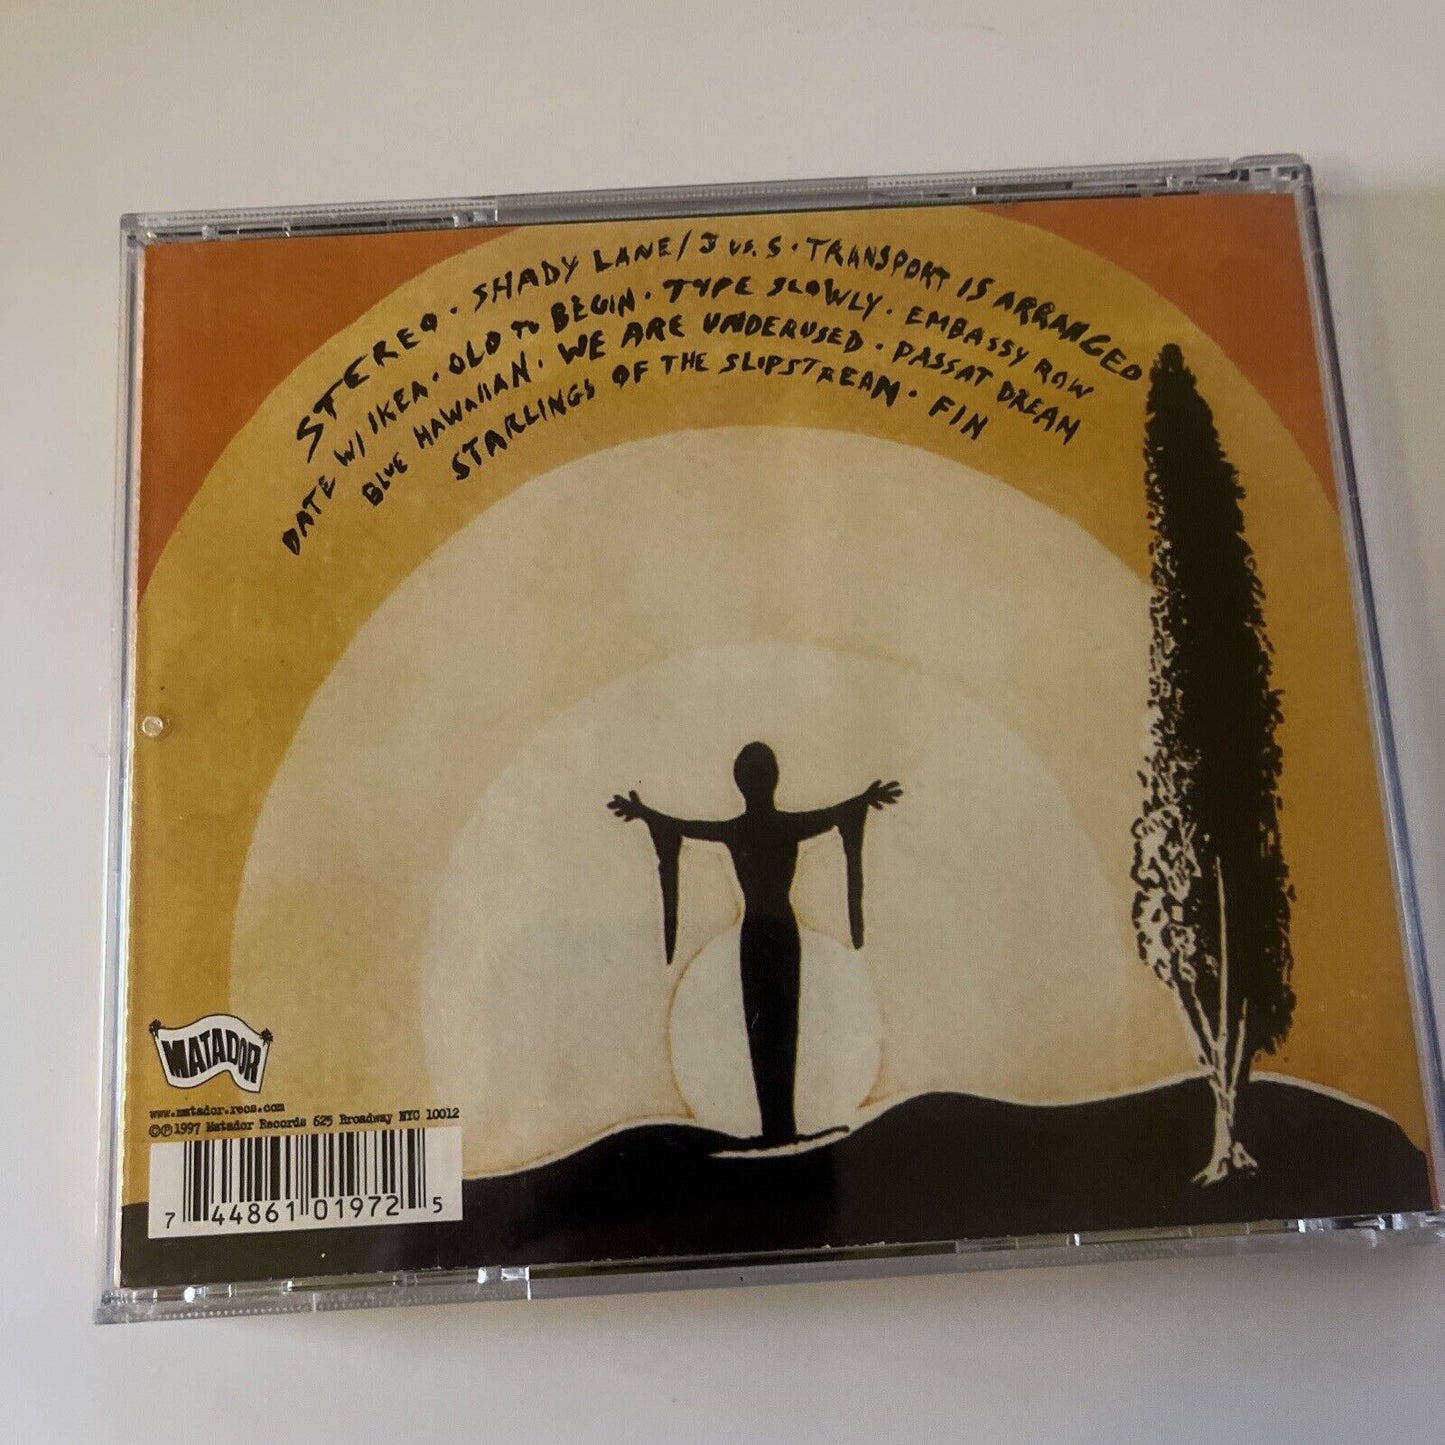 STEREO · SHADY LANE / J vs. S · TRANSPORT IS ARRANGED
DATE W/ IKEA · OLD TO BEGIN · TYPE SLOWLY · EMBASSY ROW
BLUE HAWAIIAN · WE ARE UNDERUSED · PASSAT DREAM
STARLINGS OF THE SLIPSTREAM · FIN
MATADOR
www.matador.recs.com
©℗1997 Matador Records 625 Broadway NYC 10012
7 44861 01972 5